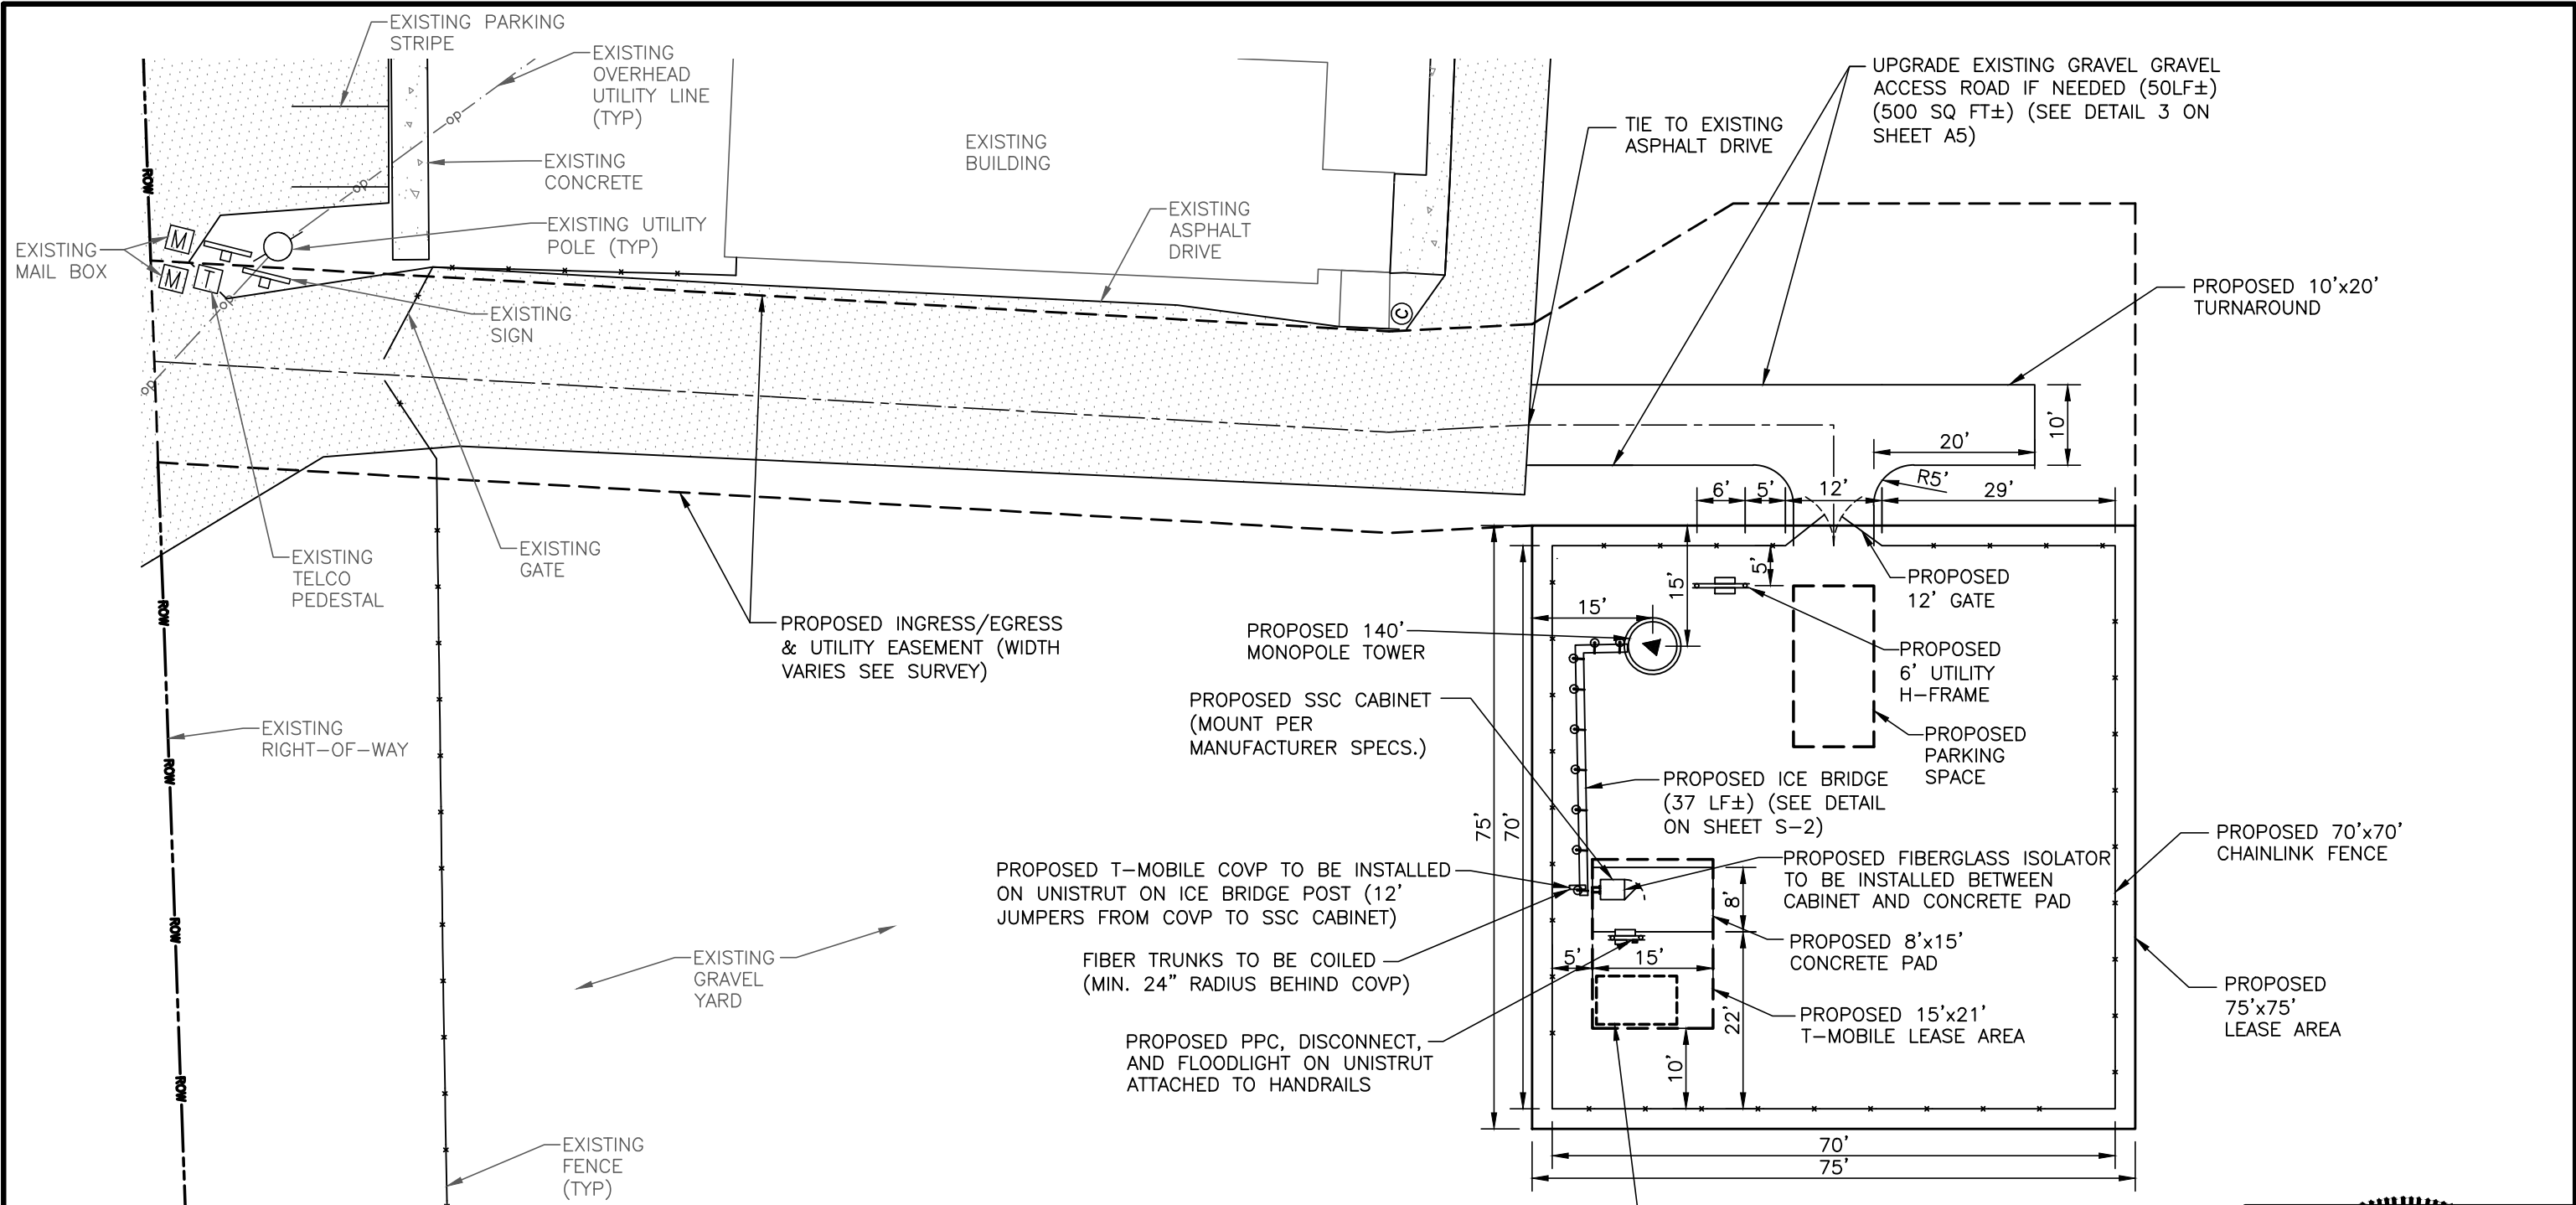 EXISTING PARKING
STRIPE
EXISTING
OVERHEAD
UTILITY LINE
(TYP)
op
EXISTING
BUILDING
UPGRADE EXISTING GRAVEL GRAVEL
ACCESS ROAD IF NEEDED (50LF±)
(500 SQ FT±) (SEE DETAIL 3 ON
SHEET A5)
TIE TO EXISTING
ASPHALT DRIVE
EXISTING
CONCRETE
ROW
op
EXISTING UTILITY
POLE (TYP)
EXISTING
ASPHALT
DRIVE
EXISTING
MAIL BOX
M
M
T
op
EXISTING
SIGN
C
PROPOSED 10'x20'
TURNAROUND
op
10'
20'
R5'
6'
5'
12'
29'
EXISTING
TELCO
PEDESTAL
EXISTING
GATE
PROPOSED INGRESS/EGRESS
& UTILITY EASEMENT (WIDTH
VARIES SEE SURVEY)
ROW
15'
15'
5'
PROPOSED
12' GATE
PROPOSED 140'
MONOPOLE TOWER
PROPOSED
6' UTILITY
H-FRAME
PROPOSED SSC CABINET
(MOUNT PER
MANUFACTURER SPECS.)
PROPOSED
PARKING
SPACE
EXISTING
RIGHT-OF-WAY
ROW
PROPOSED ICE BRIDGE
(37 LF±) (SEE DETAIL
ON SHEET S-2)
75'
70'
PROPOSED 70'x70'
CHAINLINK FENCE
PROPOSED T-MOBILE COVP TO BE INSTALLED
ON UNISTRUT ON ICE BRIDGE POST (12'
JUMPERS FROM COVP TO SSC CABINET)
PROPOSED FIBERGLASS ISOLATOR
TO BE INSTALLED BETWEEN
CABINET AND CONCRETE PAD
8'
ROW
EXISTING
GRAVEL
YARD
FIBER TRUNKS TO BE COILED
(MIN. 24" RADIUS BEHIND COVP)
5'
15'
PROPOSED 8'x15'
CONCRETE PAD
PROPOSED
75'x75'
LEASE AREA
22'
PROPOSED 15'x21'
T-MOBILE LEASE AREA
PROPOSED PPC, DISCONNECT,
AND FLOODLIGHT ON UNISTRUT
ATTACHED TO HANDRAILS
10'
ROW
EXISTING
FENCE
(TYP)
70'
75'